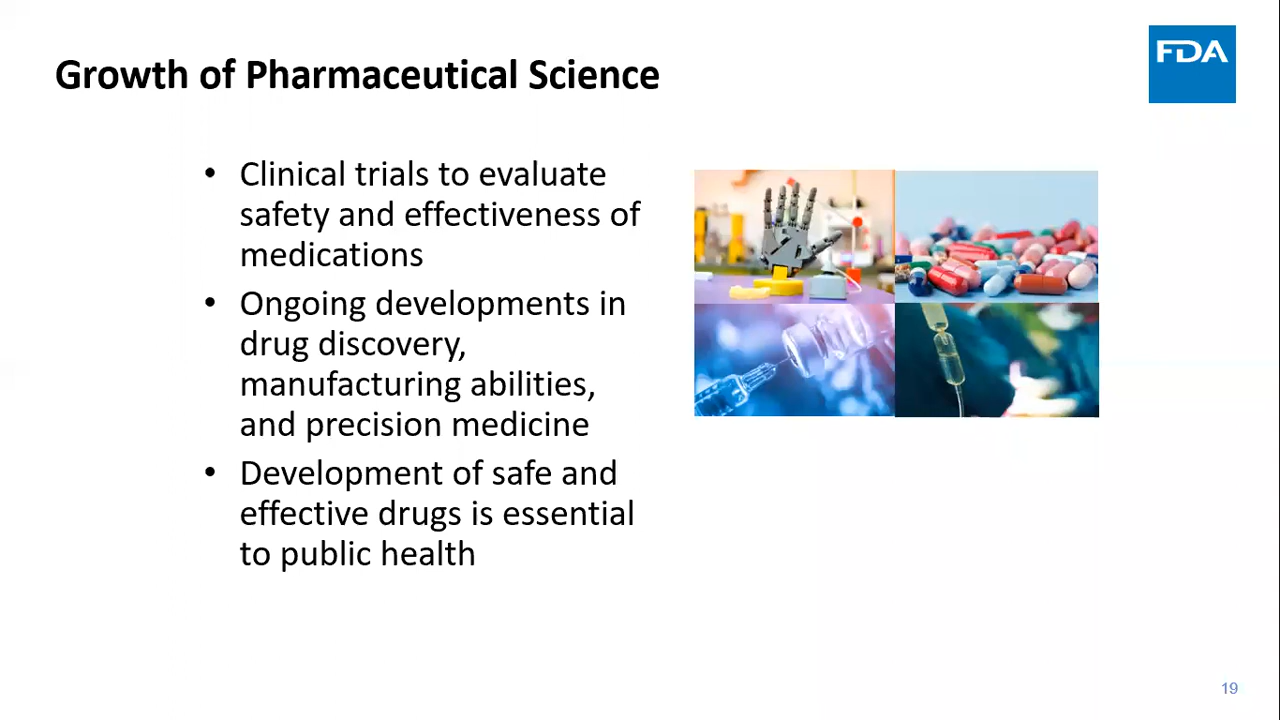 Growth of Pharmaceutical Science
FDA
• Clinical trials to evaluate
safety and effectiveness of
medications
• Ongoing developments in
drug discovery,
manufacturing abilities,
and precision medicine
• Development of safe and
effective drugs is essential
to public health
19